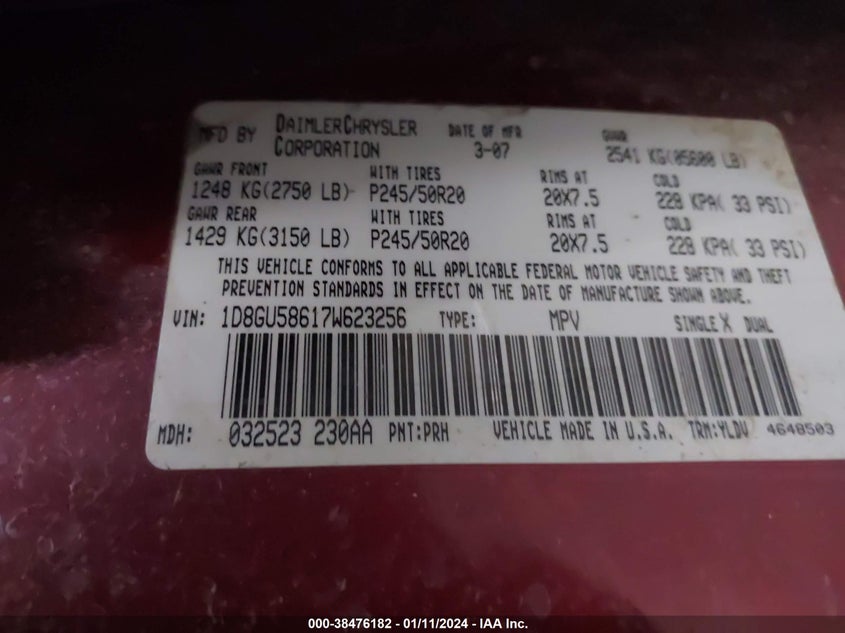 MFD BY DAIMLERCHRYSLER CORPORATION DATE OF MFR 3-07 GVWR 2541 KG(05600 LB)
GAWR FRONT WITH TIRES RIMS AT COLD
1248 KG(2750 LB) P245/50R20 20X7.5 228 KPA( 33 PSI)
GAWR REAR WITH TIRES RIMS AT COLD
1429 KG(3150 LB) P245/50R20 20X7.5 228 KPA( 33 PSI)
THIS VEHICLE CONFORMS TO ALL APPLICABLE FEDERAL MOTOR VEHICLE SAFETY AND THEFT
PREVENTION STANDARDS IN EFFECT ON THE DATE OF MANUFACTURE SHOWN ABOVE.
VIN: 1D8GU58617W623256 TYPE: MPV SINGLE X DUAL
MDH: 032523 230AA PNT:PRH VEHICLE MADE IN U.S.A. TRM:YLDV 4648503
000-38476182 - 01/11/2024 - IAA Inc.